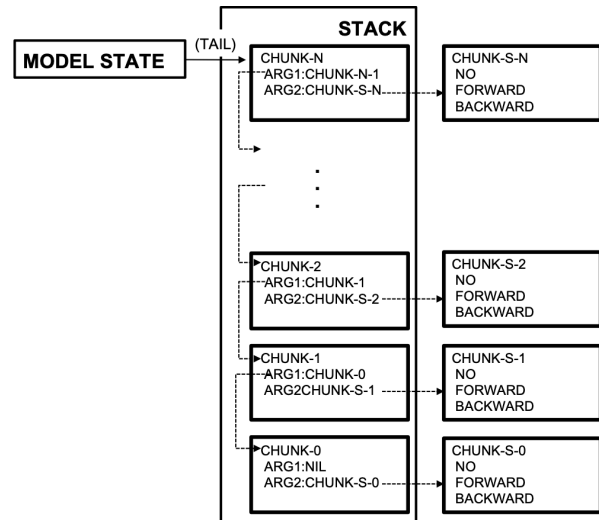 STACK
MODEL STATE
(TAIL)
CHUNK-N
ARG1:CHUNK-N-1
ARG2:CHUNK-S-N
CHUNK-S-N
NO
FORWARD
BACKWARD
CHUNK-2
ARG1:CHUNK-1
ARG2:CHUNK-S-2
CHUNK-S-2
NO
FORWARD
BACKWARD
CHUNK-1
ARG1:CHUNK-0
ARG2CHUNK-S-1
CHUNK-S-1
NO
FORWARD
BACKWARD
CHUNK-0
ARG1:NIL
ARG2:CHUNK-S-0
CHUNK-S-0
NO
FORWARD
BACKWARD